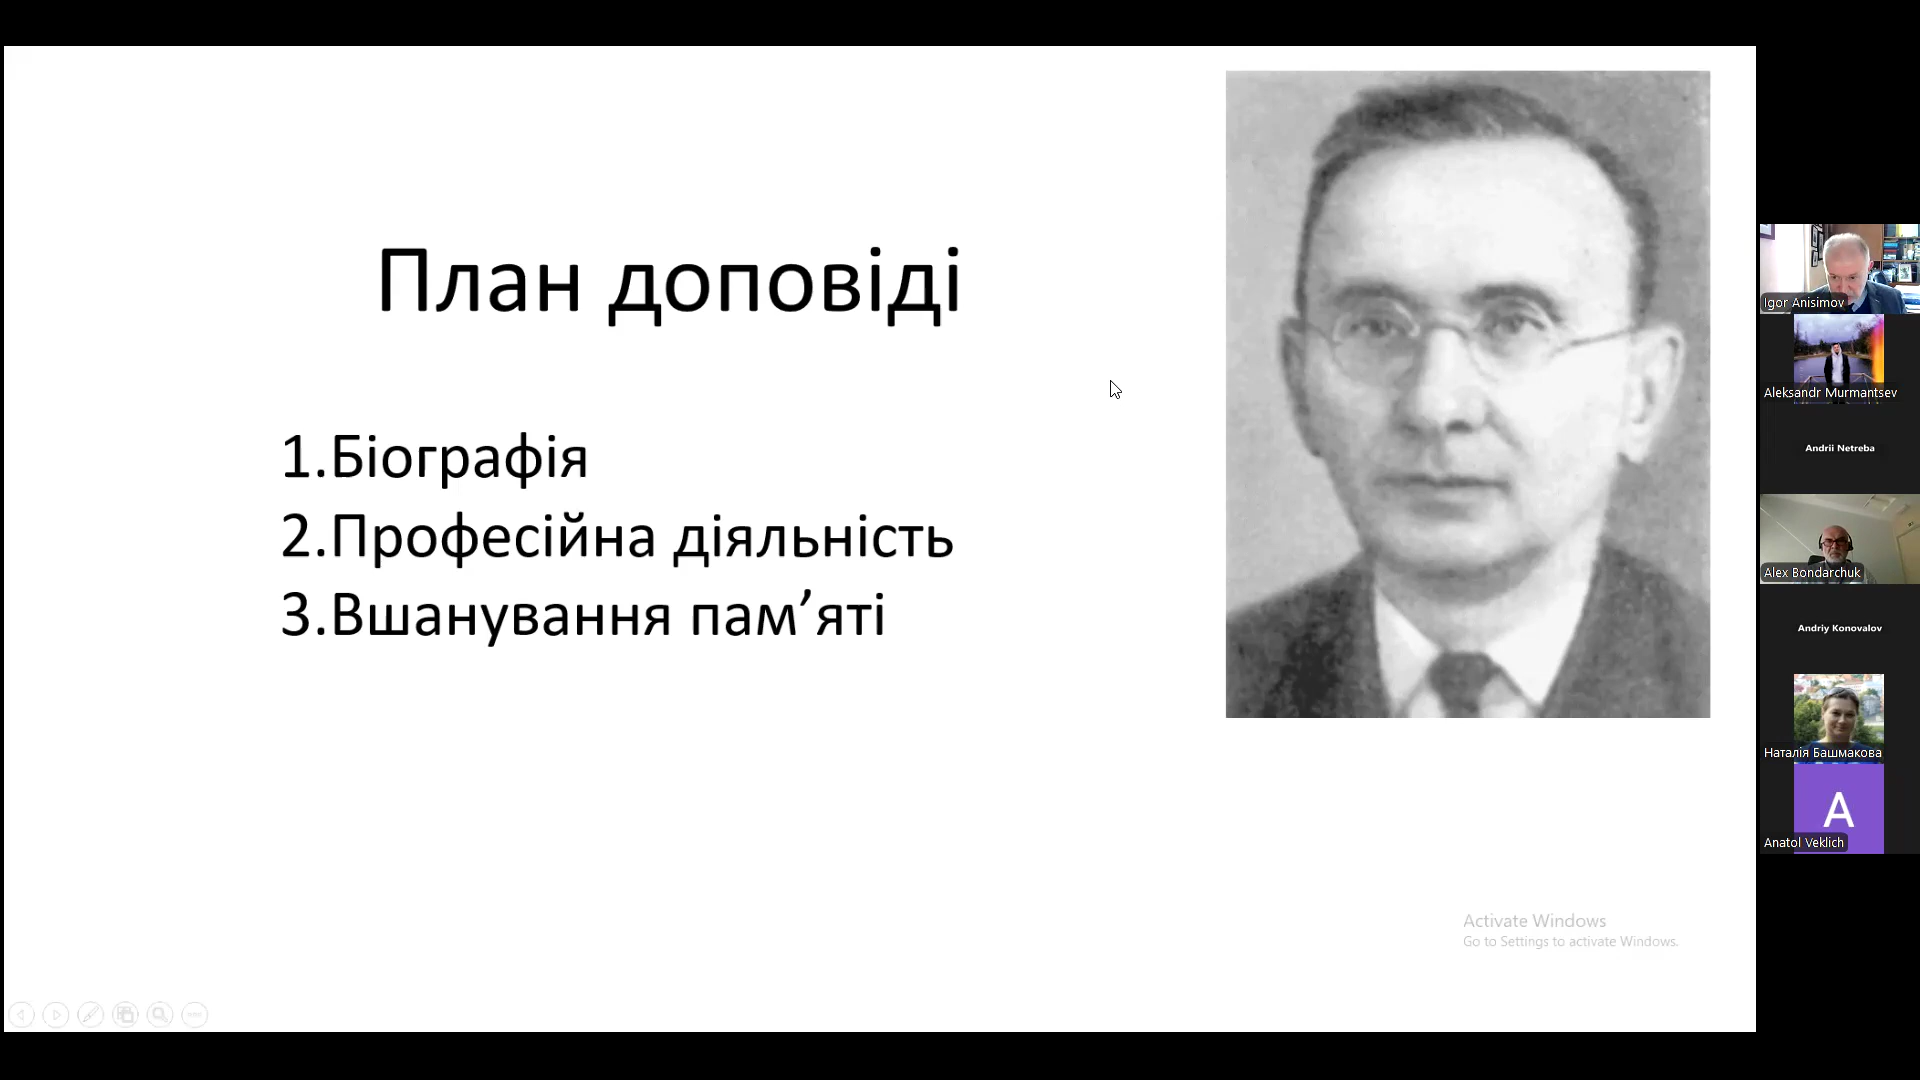 План доповіді
1.Біографія
2.Професійна діяльність
3.Вшанування пам’яті
Activate Windows
Go to Settings to activate Windows.
Igor Anisimov
Aleksandr Murmantsev
Andrii Netreba
Alex Bondarchuk
Andriy Konovalov
Наталія Башмакова
A
Anatol Veklich